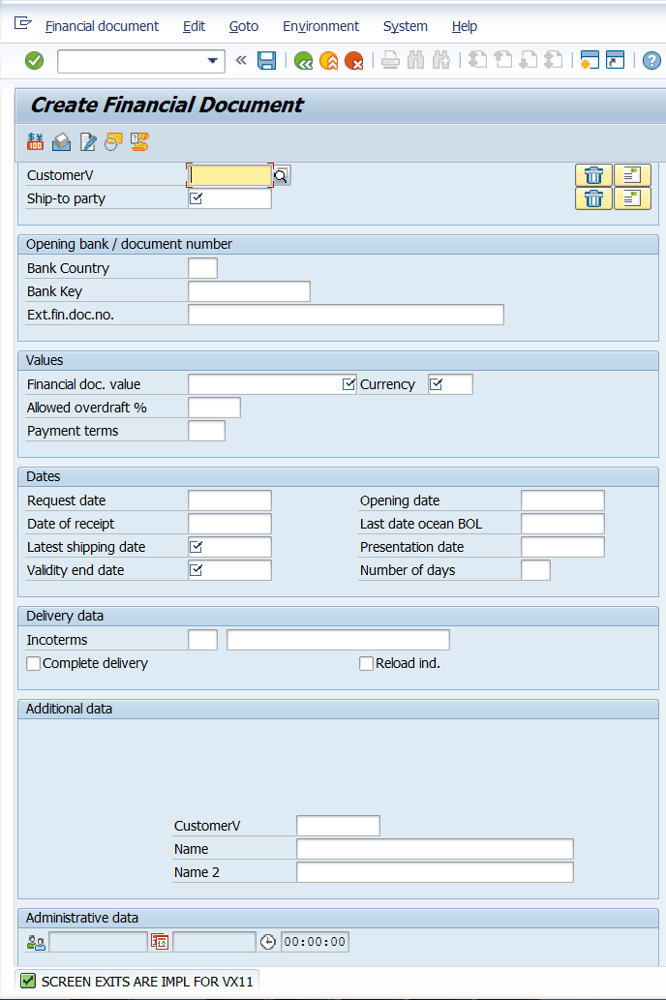 Financial document Edit Goto Environment System Help
Create Financial Document
CustomerV
Ship-to party
Opening bank / document number
Bank Country
Bank Key
Ext.fin.doc.no.
Values
Financial doc. value Currency
Allowed overdraft %
Payment terms
Dates
Request date Opening date
Date of receipt Last date ocean BOL
Latest shipping date Presentation date
Validity end date Number of days
Delivery data
Incoterms
Complete delivery Reload ind.
Additional data
CustomerV
Name
Name 2
Administrative data
00:00:00
SCREEN EXITS ARE IMPL FOR VX11